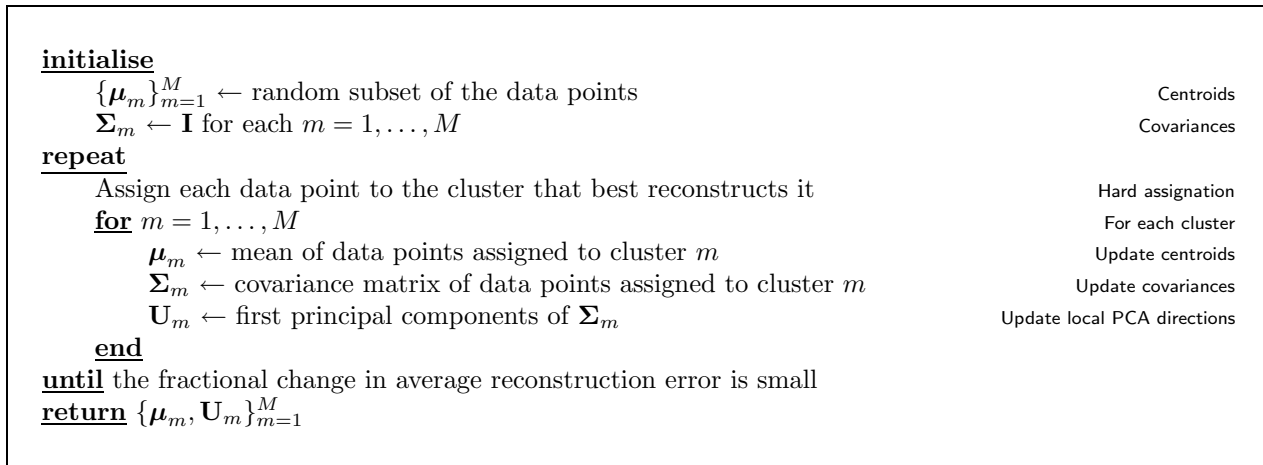 initialise
{μ_m}_{m=1}^M ← random subset of the data points Centroids
Σ_m ← I for each m = 1, . . . , M Covariances
repeat
Assign each data point to the cluster that best reconstructs it Hard assignation
for m = 1, . . . , M For each cluster
μ_m ← mean of data points assigned to cluster m Update centroids
Σ_m ← covariance matrix of data points assigned to cluster m Update covariances
U_m ← first principal components of Σ_m Update local PCA directions
end
until the fractional change in average reconstruction error is small
return {μ_m, U_m}_{m=1}^M